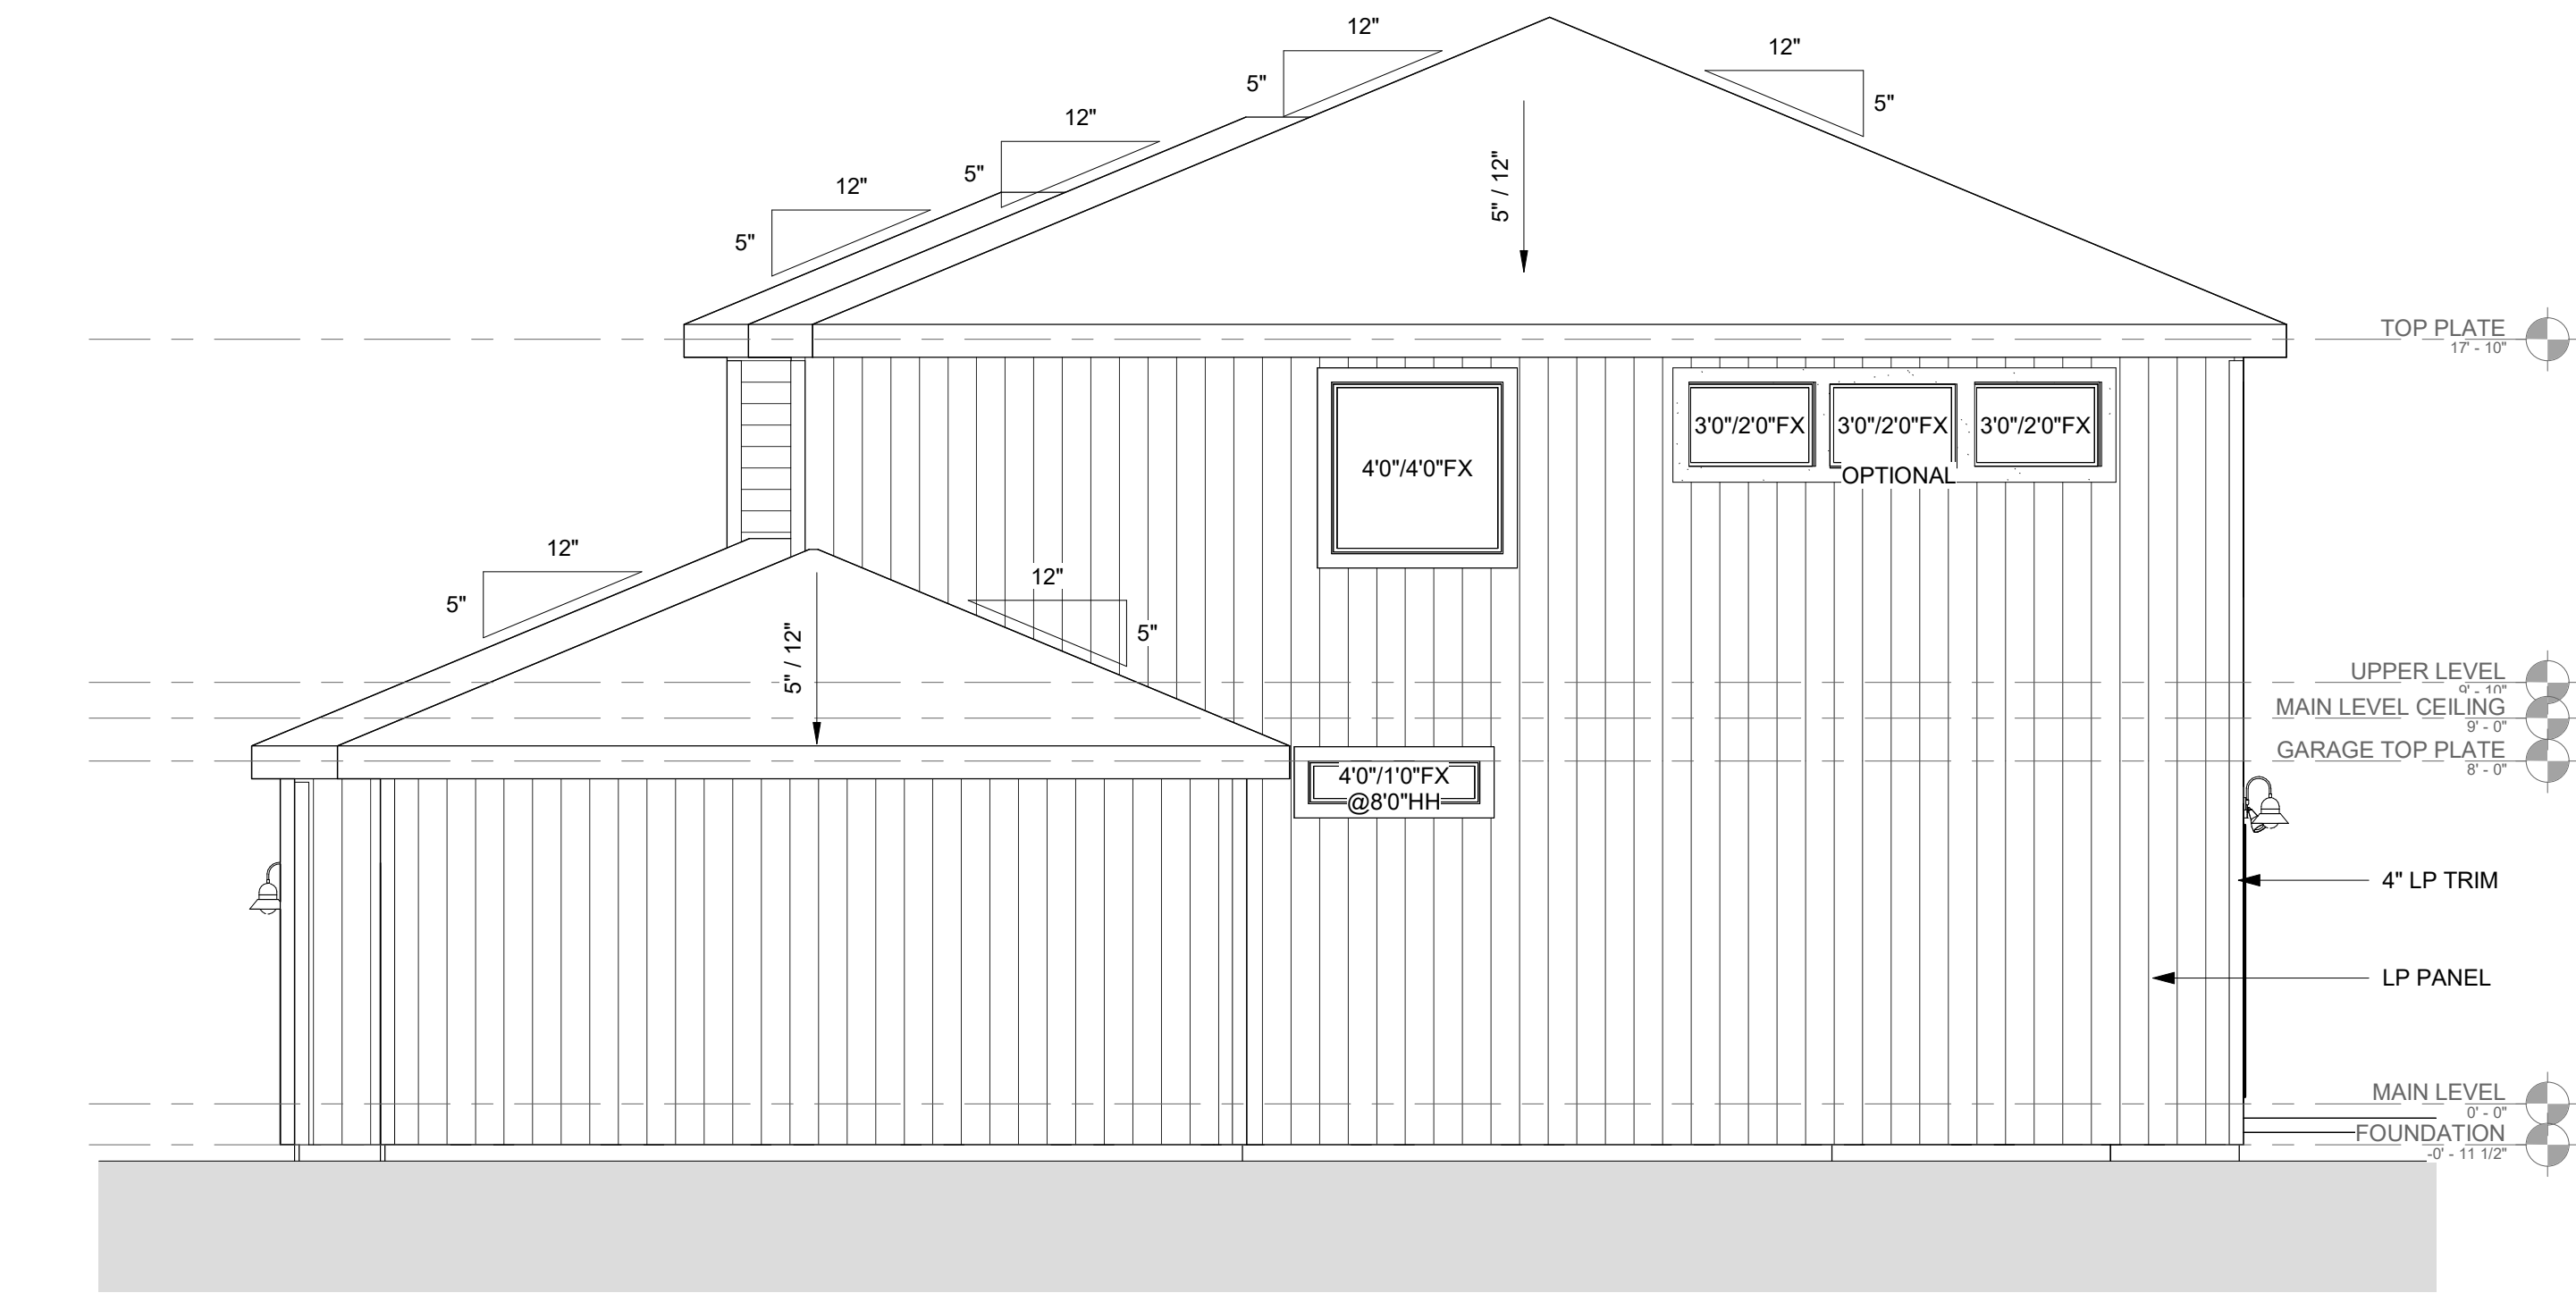 12"
5"
12"
5"
12"
5"
12"
5"
5" / 12"
TOP PLATE
17' - 10"
3'0"/2'0"FX
3'0"/2'0"FX
3'0"/2'0"FX
4'0"/4'0"FX
OPTIONAL
12"
5"
12"
5"
5" / 12"
UPPER LEVEL
9' - 10"
MAIN LEVEL CEILING
9' - 0"
GARAGE TOP PLATE
8' - 0"
4'0"/1'0"FX
@8'0"HH
4" LP TRIM
LP PANEL
MAIN LEVEL
0' - 0"
FOUNDATION
-0' - 11 1/2"